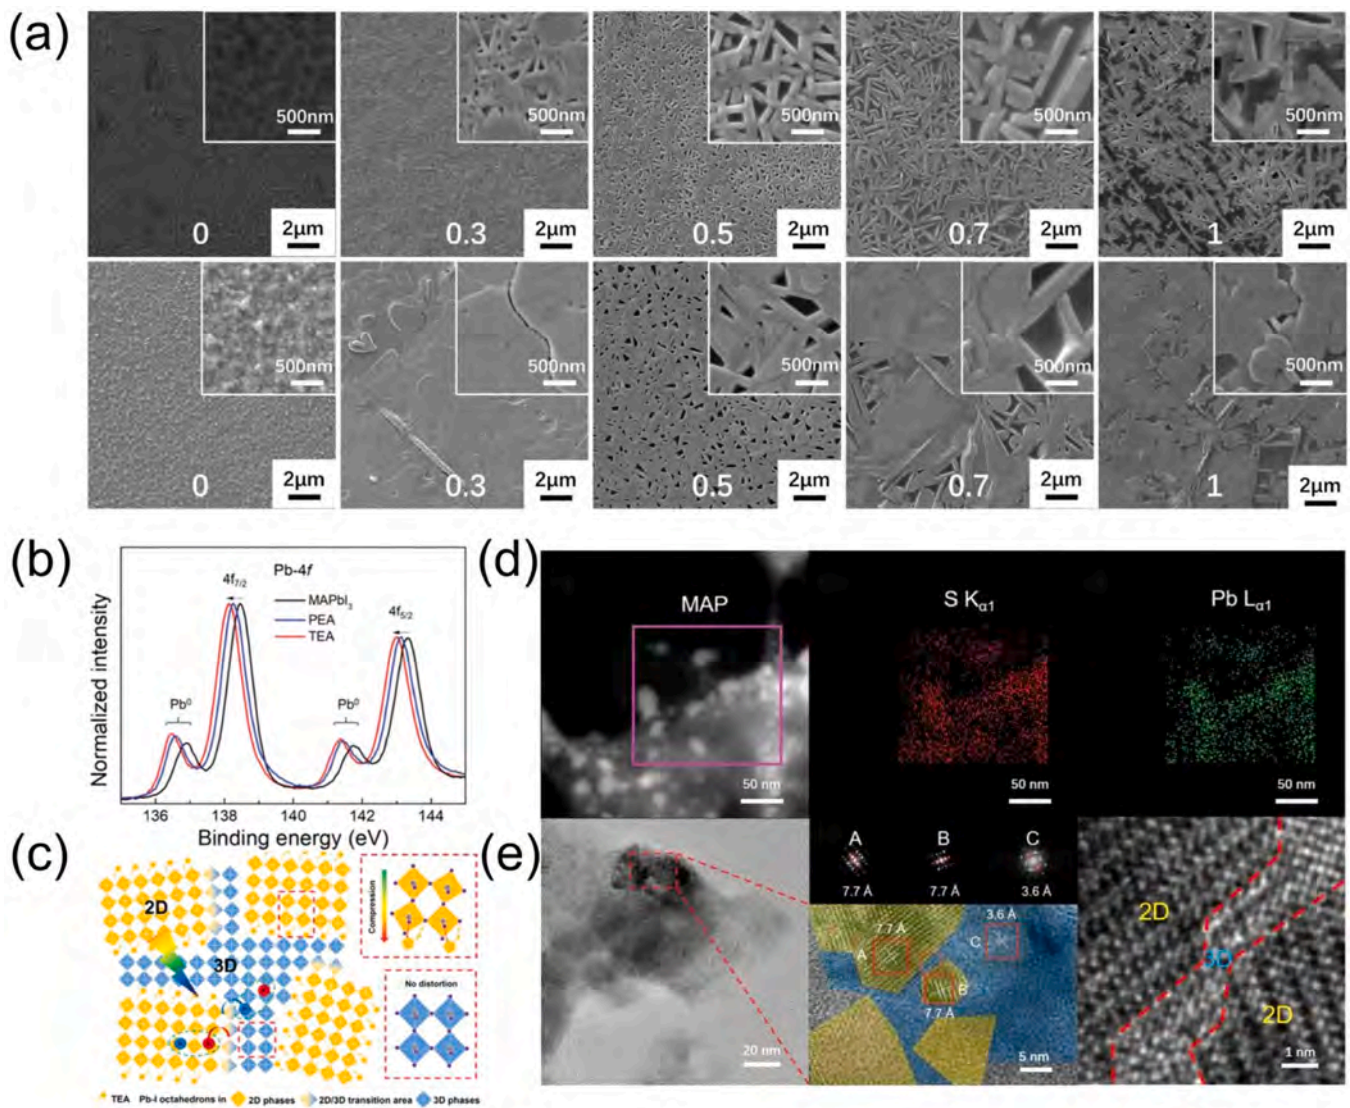 (a)
500nm 500nm 500nm 500nm 500nm
0 2μm 0.3 2μm 0.5 2μm 0.7 2μm 1 2μm
500nm 500nm 500nm 500nm 500nm
0 2μm 0.3 2μm 0.5 2μm 0.7 2μm 1 2μm
(b)
Pb-4f
4f7/2
MAPbI3
PEA
TEA
4f5/2
Pb0
Pb0
Normalized intensity
136 138 140 142 144
Binding energy (eV)
(c)
2D
3D
Compression
No distortion
TEA Pb-I octahedrons in 2D phases 2D/3D transition area 3D phases
(d)
MAP
S Kα1
Pb Lα1
50 nm 50 nm 50 nm
(e)
20 nm
A B C
7.7 Å 7.7 Å 3.6 Å
3.6 Å
7.7 Å
C
A
B
7.7 Å
5 nm
2D
3D
2D
1 nm